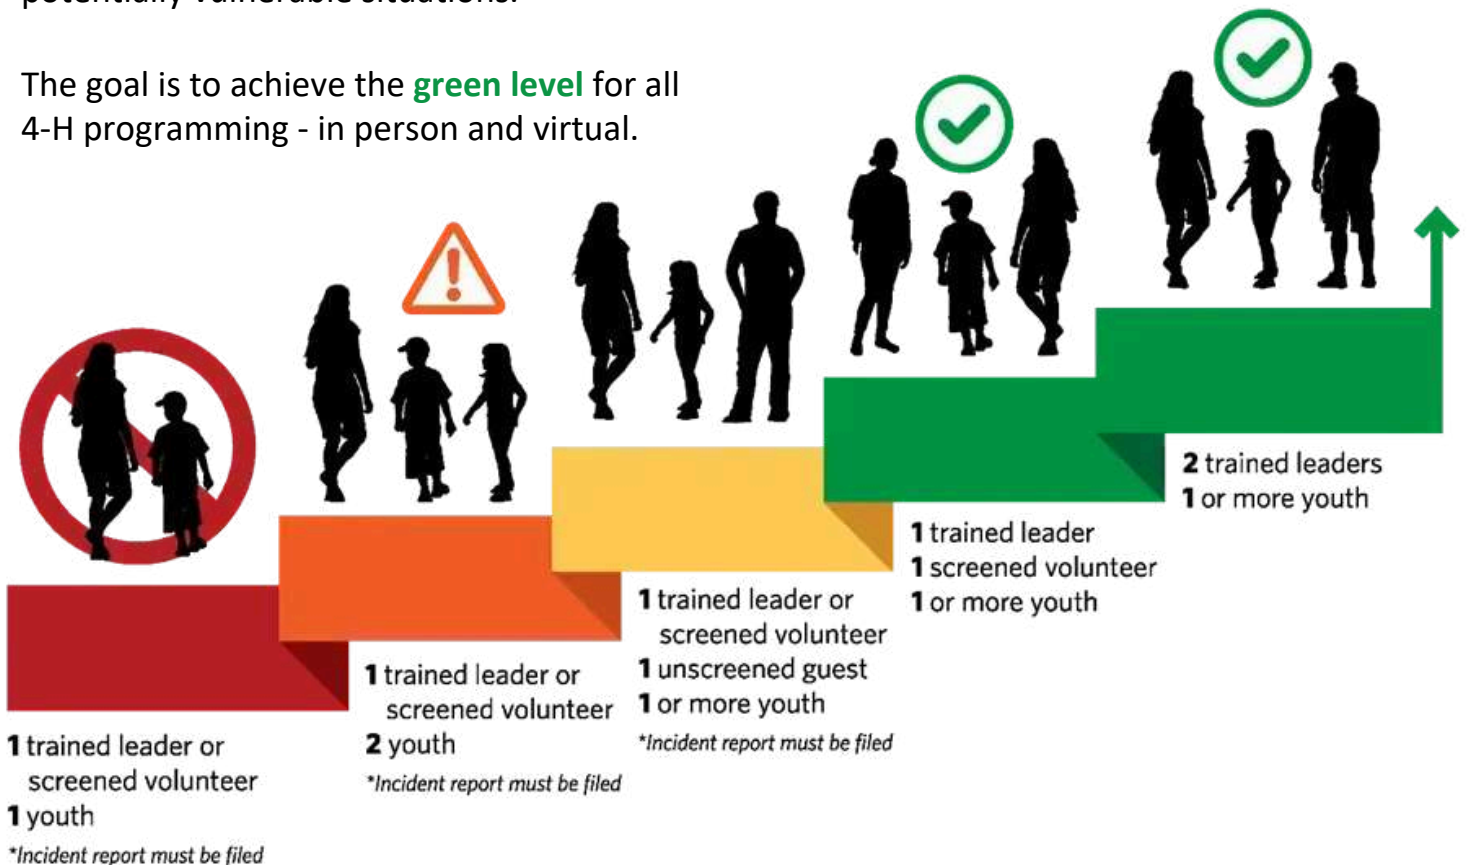 potentially vulnerable situations.
The goal is to achieve the green level for all
4-H programming - in person and virtual.
2 trained leaders
1 or more youth
1 trained leader
1 screened volunteer
1 or more youth
1 trained leader or
screened volunteer
1 unscreened guest
1 or more youth
*Incident report must be filed
1 trained leader or
screened volunteer
2 youth
*Incident report must be filed
1 trained leader or
screened volunteer
1 youth
*Incident report must be filed